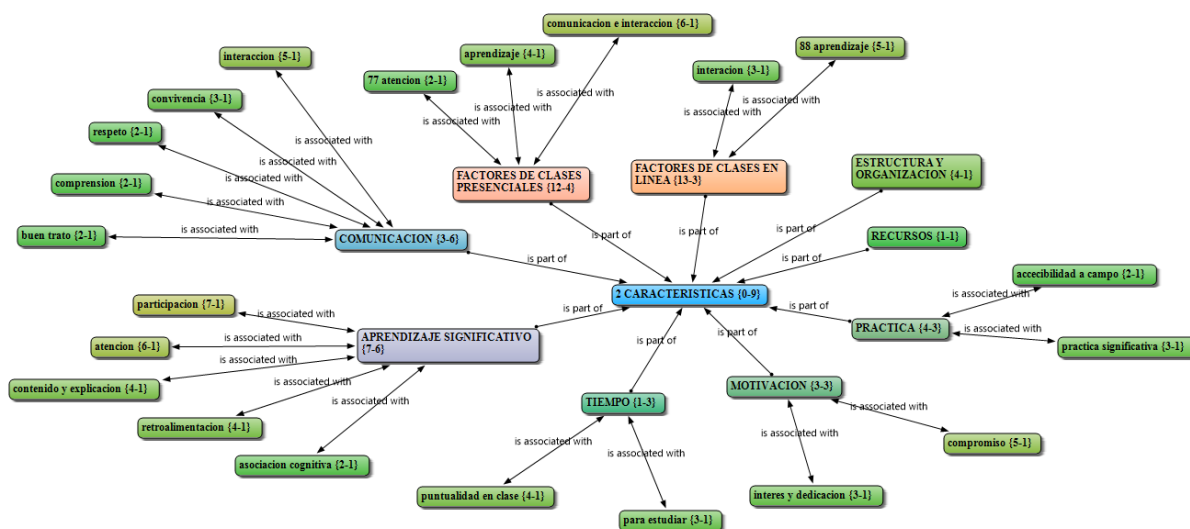 comunicacion e interaccion {6-1}
interaccion {5-1}
aprendizaje {4-1}
88 aprendizaje {5-1}
77 atencion {2-1}
interacion {3-1}
convivencia {3-1}
is associated with
is associated with
is associated with
is associated with
is associated with
respeto {2-1}
is associated with
is associated with
is associated with
FACTORES DE CLASES
PRESENCIALES {12-4}
FACTORES DE CLASES EN
LINEA {13-3}
ESTRUCTURA Y
ORGANIZACION {4-1}
comprension {2-1}
is associated with
is associated with
buen trato {2-1}
COMUNICACION {3-6}
is part of
is part of
is part of
is part of
RECURSOS {1-1}
is part of
accecibilidad a campo {2-1}
2 CARACTERISTICAS {0-9}
participacion {7-1}
is associated with
is part of
is part of
is associated with
PRACTICA {4-3}
is associated with
atencion {6-1}
is associated with
APRENDIZAJE SIGNIFICATIVO
{7-6}
is part of
is part of
practica significativa {3-1}
contenido y explicacion {4-1}
is associated with
is associated with
is associated with
TIEMPO {1-3}
MOTIVACION {3-3}
is associated with
retroalimentacion {4-1}
is associated with
is associated with
is associated with
compromiso {5-1}
asociacion cognitiva {2-1}
puntualidad en clase {4-1}
interes y dedicacion {3-1}
para estudiar {3-1}